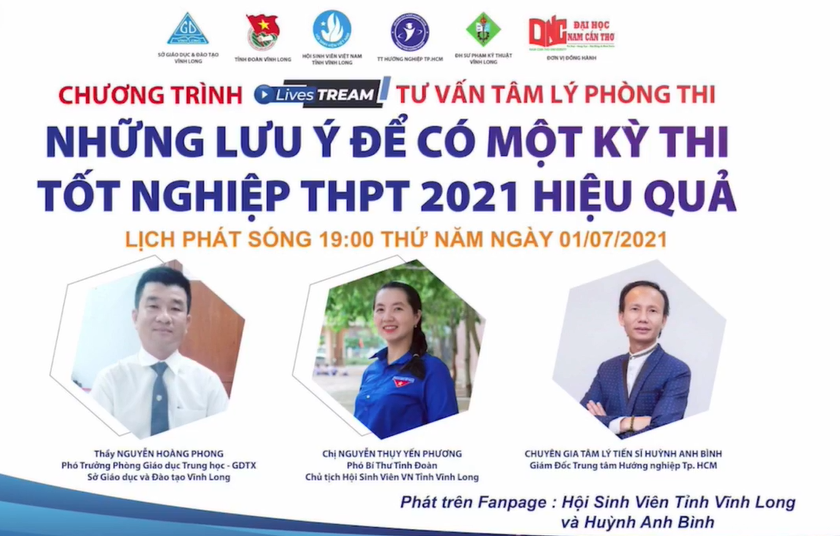 SỞ GIÁO DỤC & ĐÀO TẠO
VĨNH LONG
TỈNH ĐOÀN VĨNH LONG
HỘI SINH VIÊN VIỆT NAM
TỈNH VĨNH LONG
TT HƯỚNG NGHIỆP TP.HCM
ĐH SƯ PHẠM KỸ THUẬT
VĨNH LONG
DNC ĐẠI HỌC
NAM CẦN THƠ
ĐƠN VỊ ĐỒNG HÀNH
CHƯƠNG TRÌNH LivesTREAM TƯ VẤN TÂM LÝ PHÒNG THI
NHỮNG LƯU Ý ĐỂ CÓ MỘT KỲ THI
TỐT NGHIỆP THPT 2021 HIỆU QUẢ
LỊCH PHÁT SÓNG 19:00 THỨ NĂM NGÀY 01/07/2021
Thầy NGUYỄN HOÀNG PHONG
Phó Trưởng Phòng Giáo dục Trung học - GDTX
Sở Giáo dục và Đào tạo Vĩnh Long
Chị NGUYỄN THỤY YẾN PHƯƠNG
Phó Bí Thư Tỉnh Đoàn
Chủ tịch Hội Sinh Viên VN Tỉnh Vĩnh Long
CHUYÊN GIA TÂM LÝ TIẾN SĨ HUỲNH ANH BÌNH
Giám Đốc Trung tâm Hướng nghiệp Tp. HCM
Phát trên Fanpage : Hội Sinh Viên Tỉnh Vĩnh Long
và Huỳnh Anh Bình